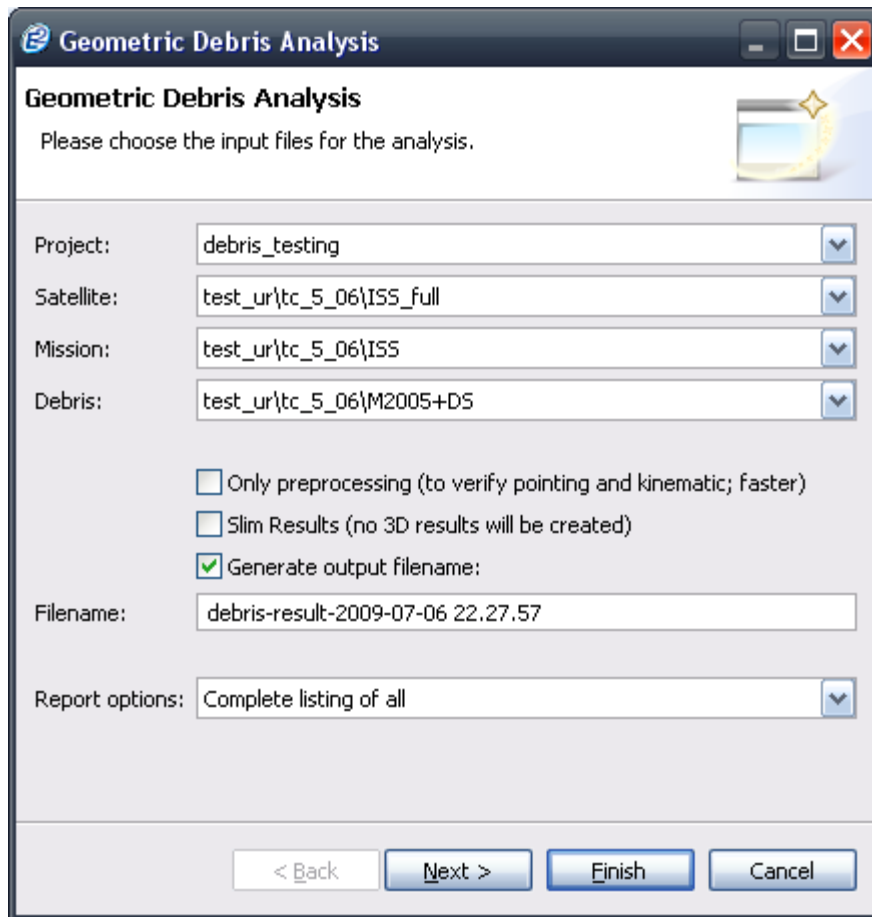 Geometric Debris Analysis
Geometric Debris Analysis
Please choose the input files for the analysis.
Project: debris_testing
Satellite: test_ur\tc_5_06\ISS_full
Mission: test_ur\tc_5_06\ISS
Debris: test_ur\tc_5_06\M2005+DS
Only preprocessing (to verify pointing and kinematic; faster)
Slim Results (no 3D results will be created)
Generate output filename:
Filename: debris-result-2009-07-06 22.27.57
Report options: Complete listing of all
< Back Next > Finish Cancel